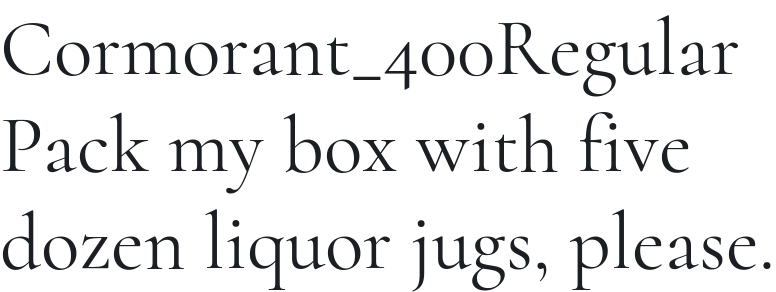 Cormorant_400Regular
Pack my box with five
dozen liquor jugs, please.